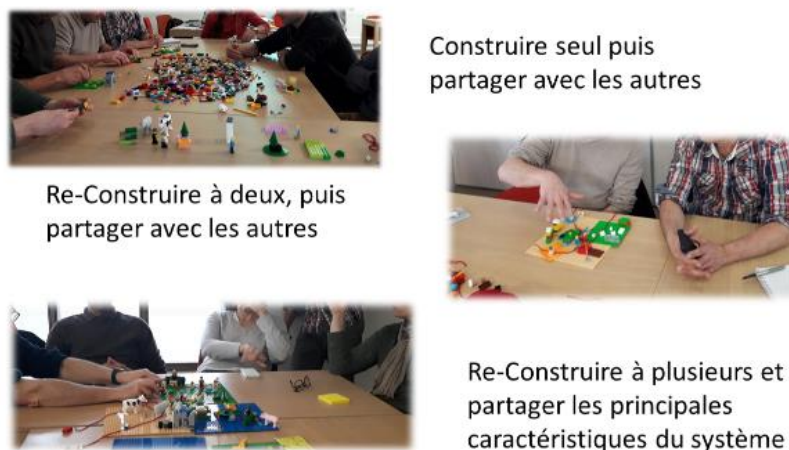 Construire seul puis
partager avec les autres
Re-Construire à deux, puis
partager avec les autres
Re-Construire à plusieurs et
partager les principales
caractéristiques du système